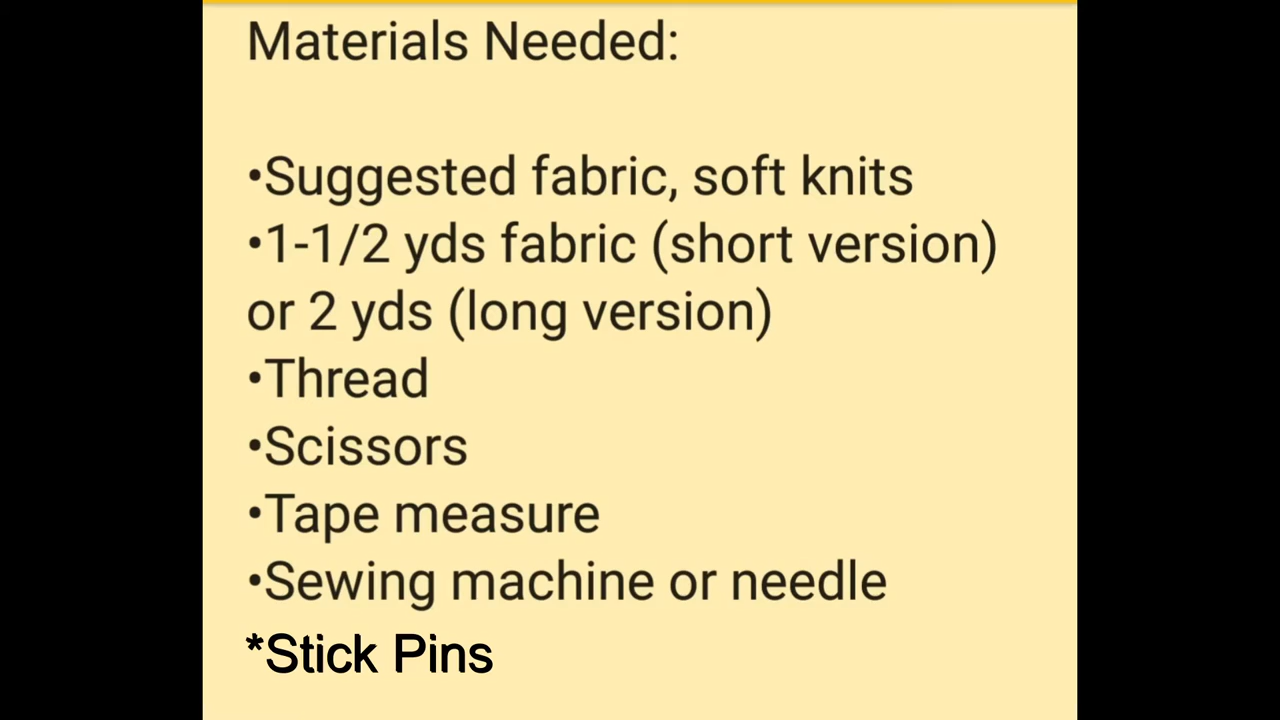 Materials Needed:
•Suggested fabric, soft knits
•1-1/2 yds fabric (short version)
or 2 yds (long version)
•Thread
•Scissors
•Tape measure
•Sewing machine or needle
*Stick Pins